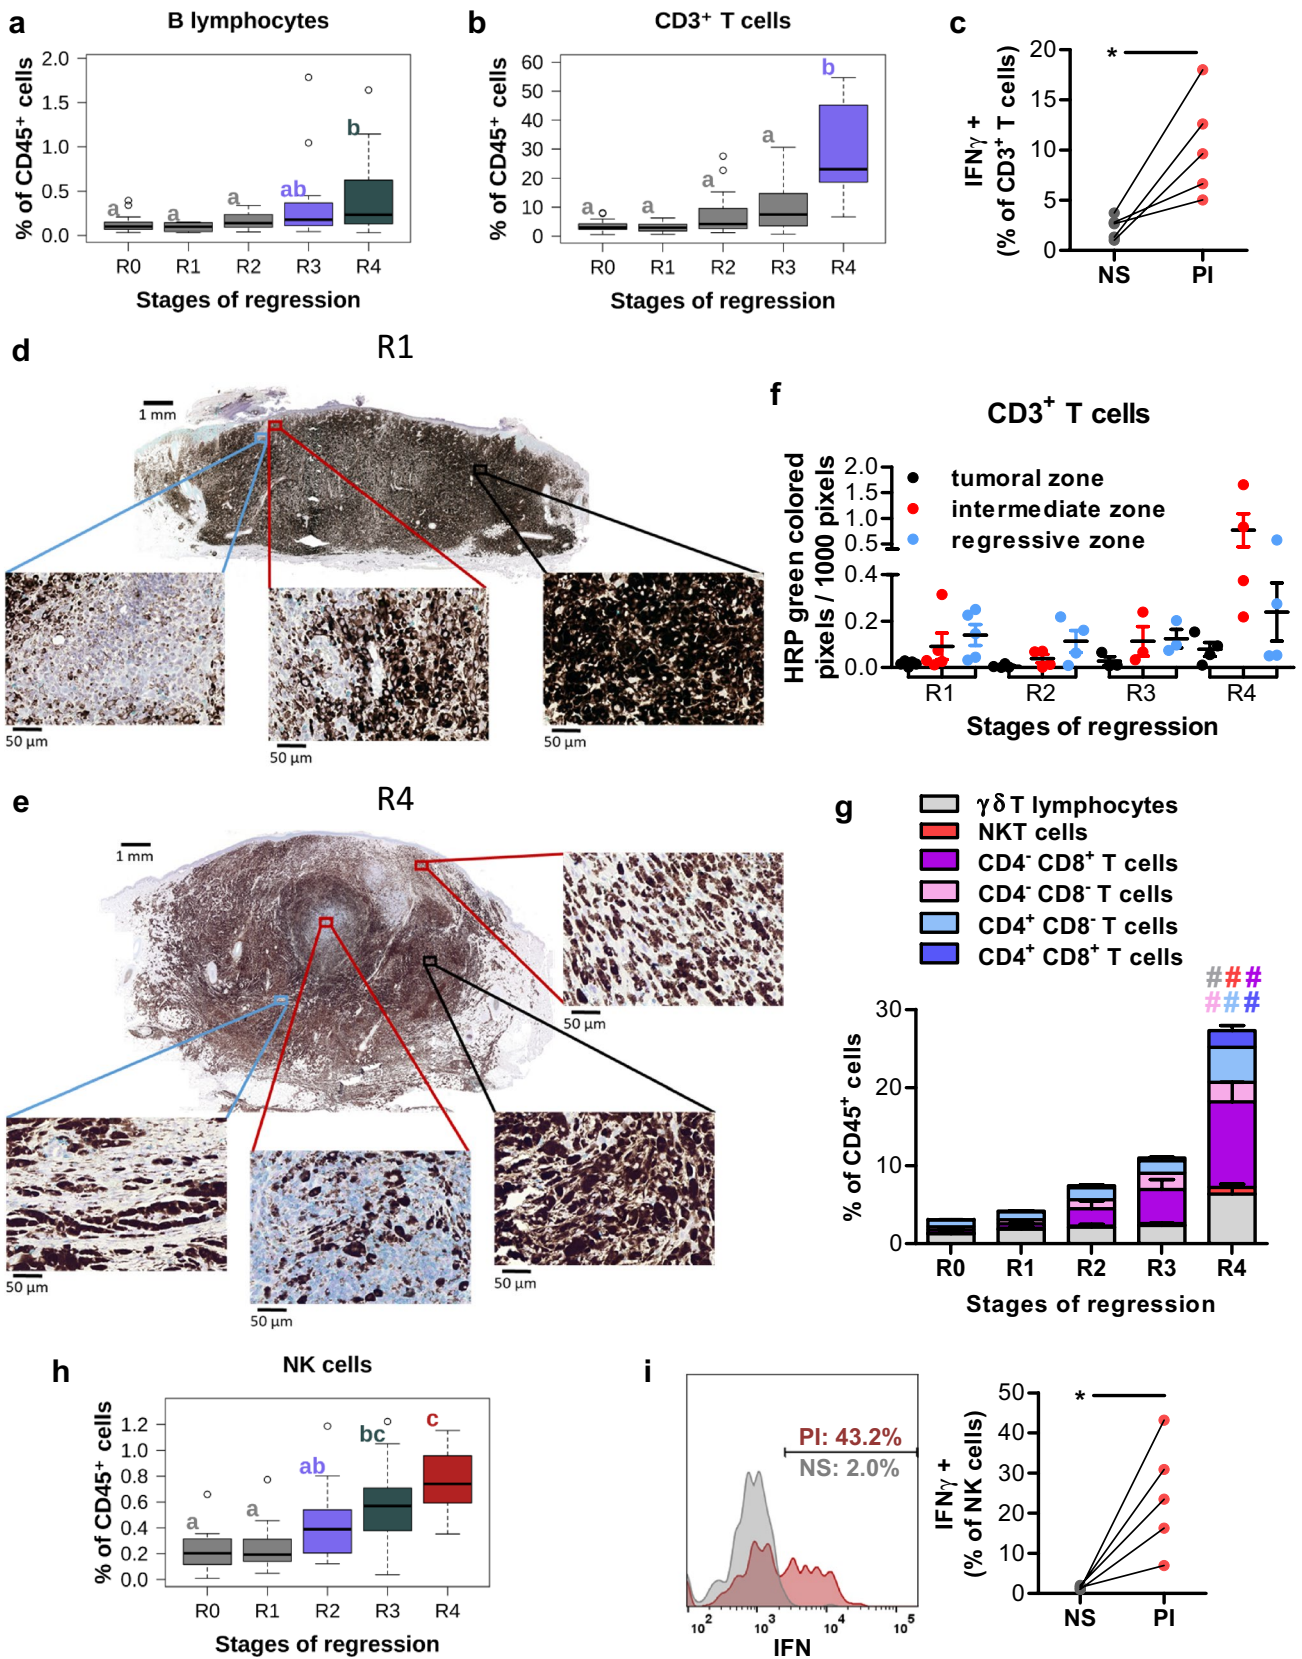 a
B lymphocytes
% of CD45+ cells
2.0
1.5
1.0
0.5
0.0
a
a
a
ab
b
R0 R1 R2 R3 R4
Stages of regression
b
CD3+ T cells
% of CD45+ cells
60
50
40
30
20
10
0
a
a
a
a
b
R0 R1 R2 R3 R4
Stages of regression
c
IFNγ +
(% of CD3+ T cells)
20
15
10
5
0
*
NS PI
d
R1
1 mm
50 µm
50 µm
50 µm
e
R4
1 mm
50 µm
50 µm
50 µm
50 µm
f
CD3+ T cells
HRP green colored
pixels / 1000 pixels
2.0
1.5
1.0
0.5
0.4
0.2
0.0
tumoral zone
intermediate zone
regressive zone
R1 R2 R3 R4
Stages of regression
g
γδ T lymphocytes
NKT cells
CD4- CD8+ T cells
CD4- CD8- T cells
CD4+ CD8- T cells
CD4+ CD8+ T cells
% of CD45+ cells
30
20
10
0
# # #
# # #
R0 R1 R2 R3 R4
Stages of regression
h
NK cells
% of CD45+ cells
1.2
1.0
0.8
0.6
0.4
0.2
0.0
a
a
ab
bc
c
R0 R1 R2 R3 R4
Stages of regression
i
PI: 43.2%
NS: 2.0%
10^2 10^3 10^4 10^5
IFN
IFNγ +
(% of NK cells)
50
40
30
20
10
0
*
NS PI